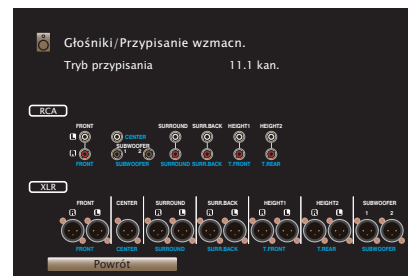 Głośniki/Przypisanie wzmacn.
Tryb przypisania 11.1 kan.
RCA
FRONT SURROUND SURR.BACK HEIGHT1 HEIGHT2
L CENTER
SUBWOOFER
R 1 2
FRONT SUBWOOFER SURROUND SURR.BACK T.FRONT T.REAR
XLR
FRONT CENTER SURROUND SURR.BACK HEIGHT1 HEIGHT2 SUBWOOFER
R L R L R L R L R L 1 2
FRONT CENTER SURROUND SURR.BACK T.FRONT T.REAR SUBWOOFER
Powrót